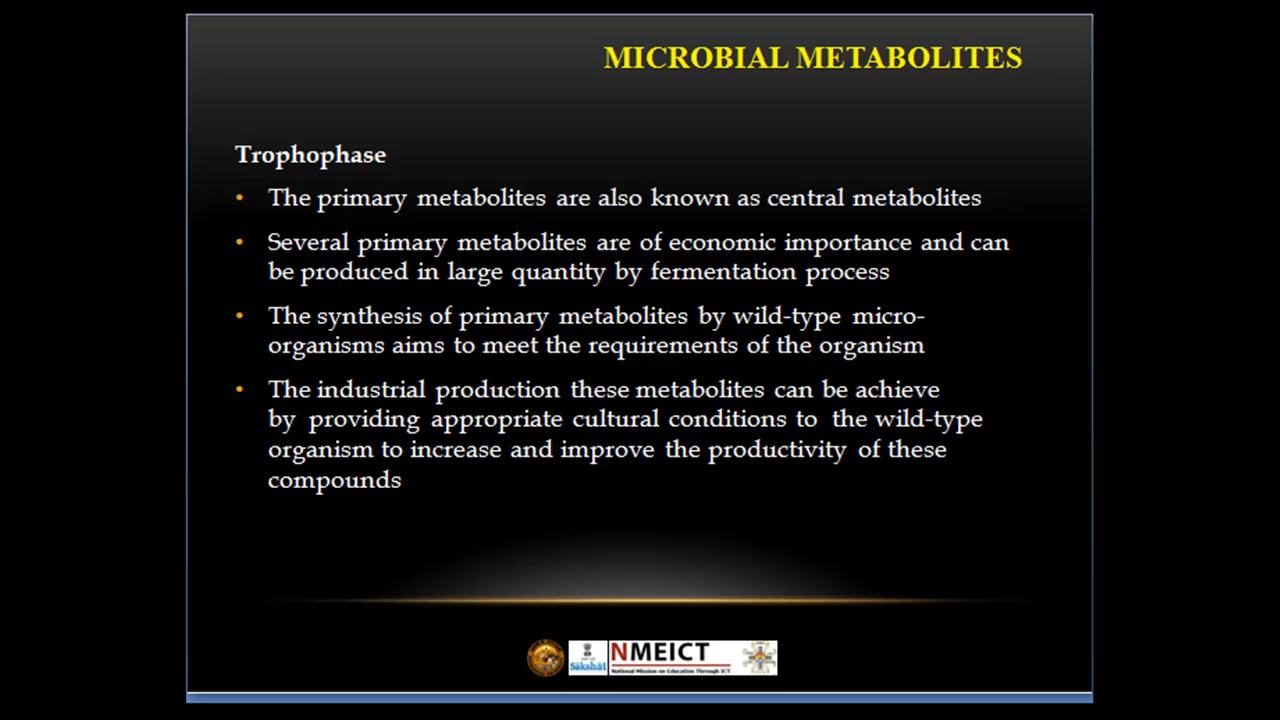 MICROBIAL METABOLITES
Trophophase
• The primary metabolites are also known as central metabolites
• Several primary metabolites are of economic importance and can
be produced in large quantity by fermentation process
• The synthesis of primary metabolites by wild-type micro-
organisms aims to meet the requirements of the organism
• The industrial production these metabolites can be achieve
by providing appropriate cultural conditions to the wild-type
organism to increase and improve the productivity of these
compounds
Sakshat
NMEICT
National Mission on Education Through ICT